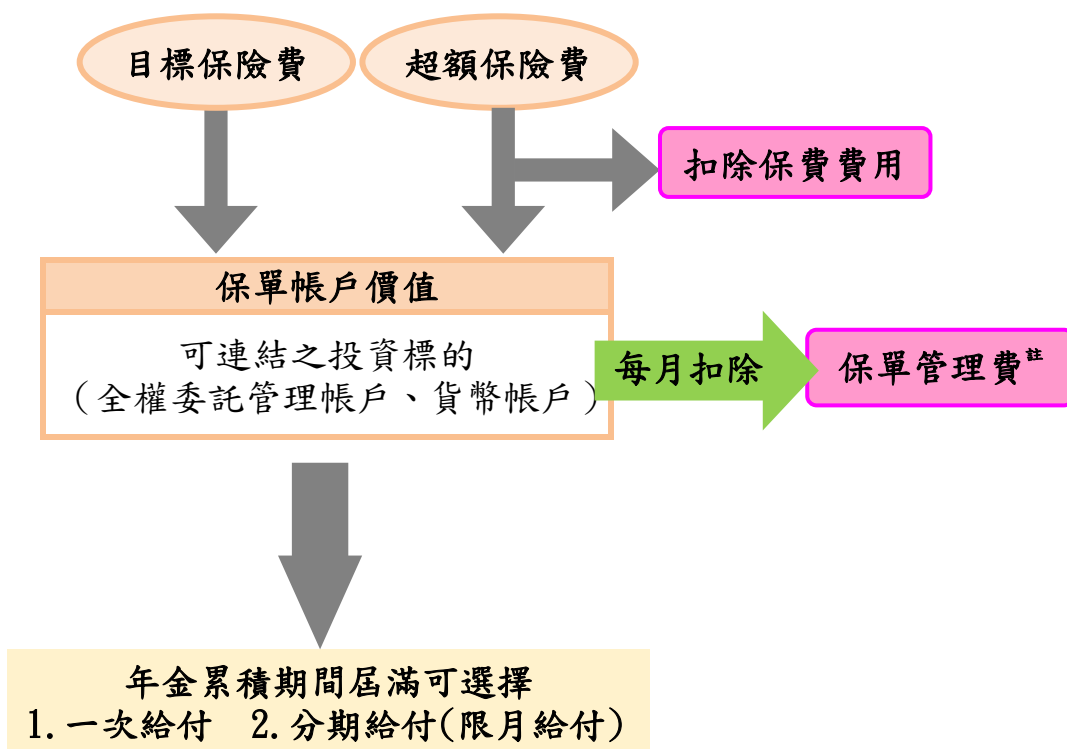 目標保險費
超額保險費
扣除保費費用
保單帳戶價值
可連結之投資標的
（全權委託管理帳戶、貨幣帳戶）
每月扣除
保單管理費註
年金累積期間屆滿可選擇
1.一次給付 2.分期給付(限月給付)